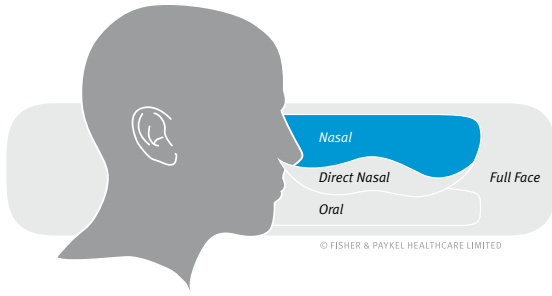 Nasal
Direct Nasal
Full Face
Oral
© FISHER & PAYKEL HEALTHCARE LIMITED